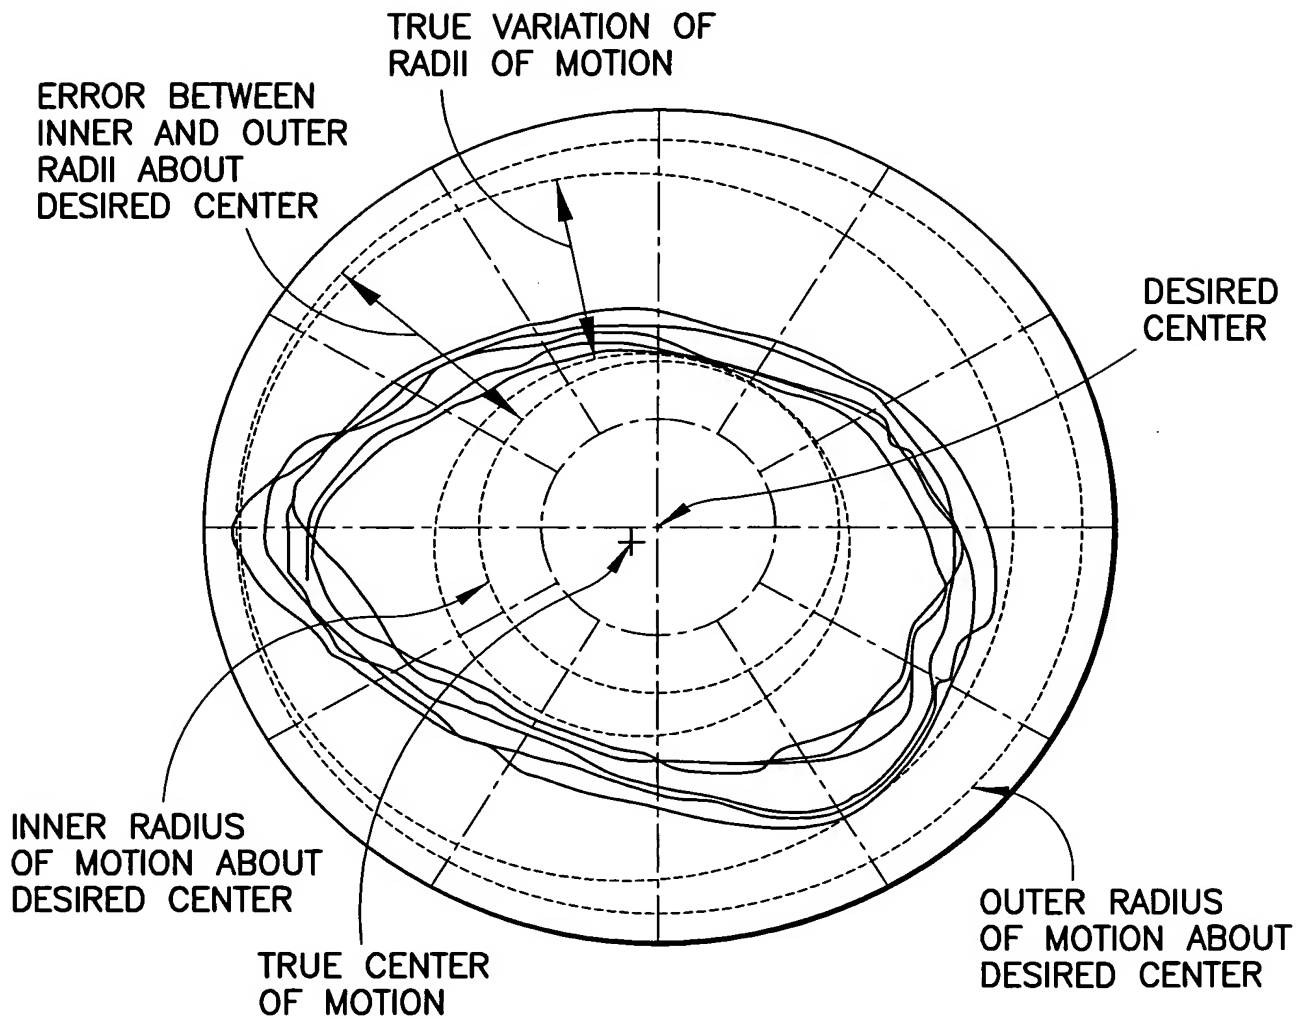 TRUE VARIATION OF
RADII OF MOTION
ERROR BETWEEN
INNER AND OUTER
RADII ABOUT
DESIRED CENTER
DESIRED
CENTER
INNER RADIUS
OF MOTION ABOUT
DESIRED CENTER
OUTER RADIUS
OF MOTION ABOUT
DESIRED CENTER
TRUE CENTER
OF MOTION